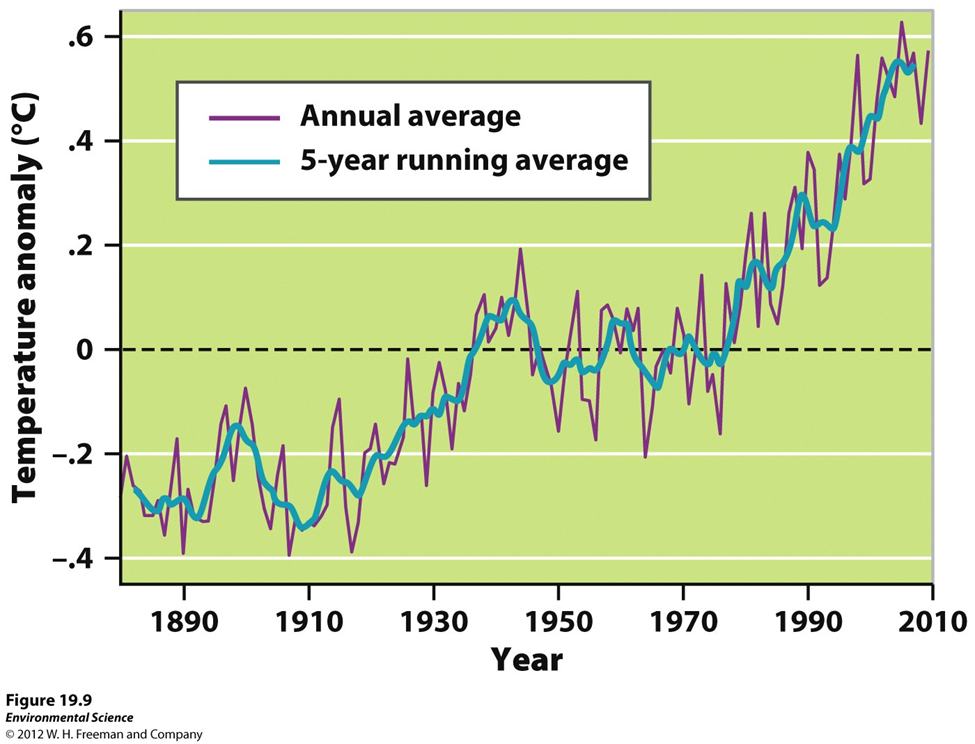 .6
.4
.2
0
–.2
–.4
Temperature anomaly (°C)
Annual average
5-year running average
1890 1910 1930 1950 1970 1990 2010
Year
Figure 19.9
Environmental Science
© 2012 W. H. Freeman and Company